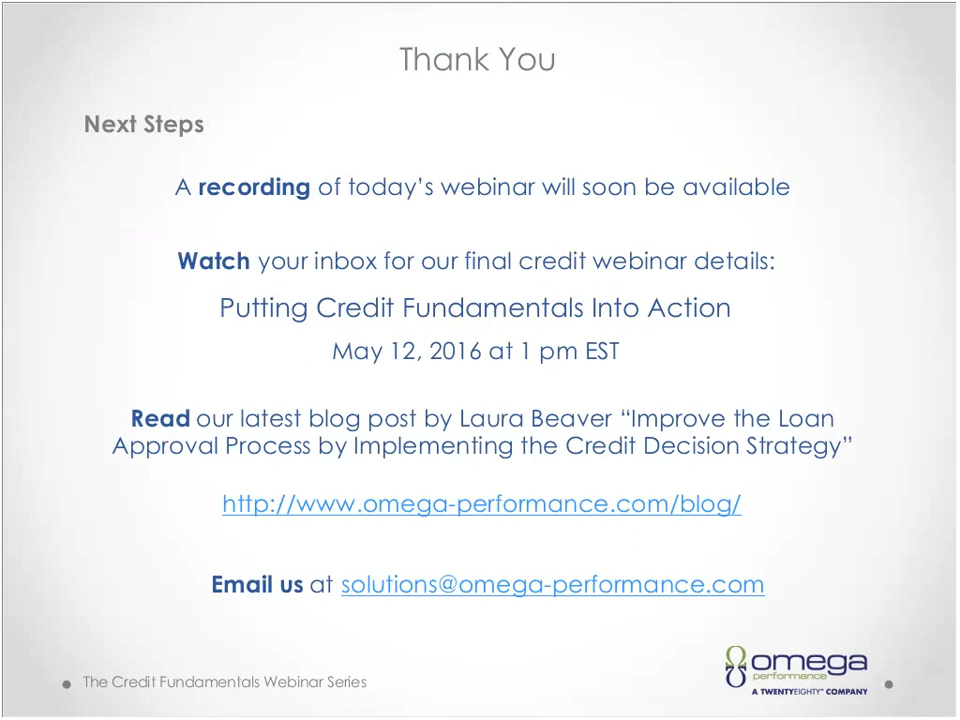 Thank You
Next Steps
A recording of today’s webinar will soon be available
Watch your inbox for our final credit webinar details:
Putting Credit Fundamentals Into Action
May 12, 2016 at 1 pm EST
Read our latest blog post by Laura Beaver “Improve the Loan
Approval Process by Implementing the Credit Decision Strategy”
http://www.omega-performance.com/blog/
Email us at solutions@omega-performance.com
The Credit Fundamentals Webinar Series
omega
performance
A TWENTYEIGHTY™ COMPANY